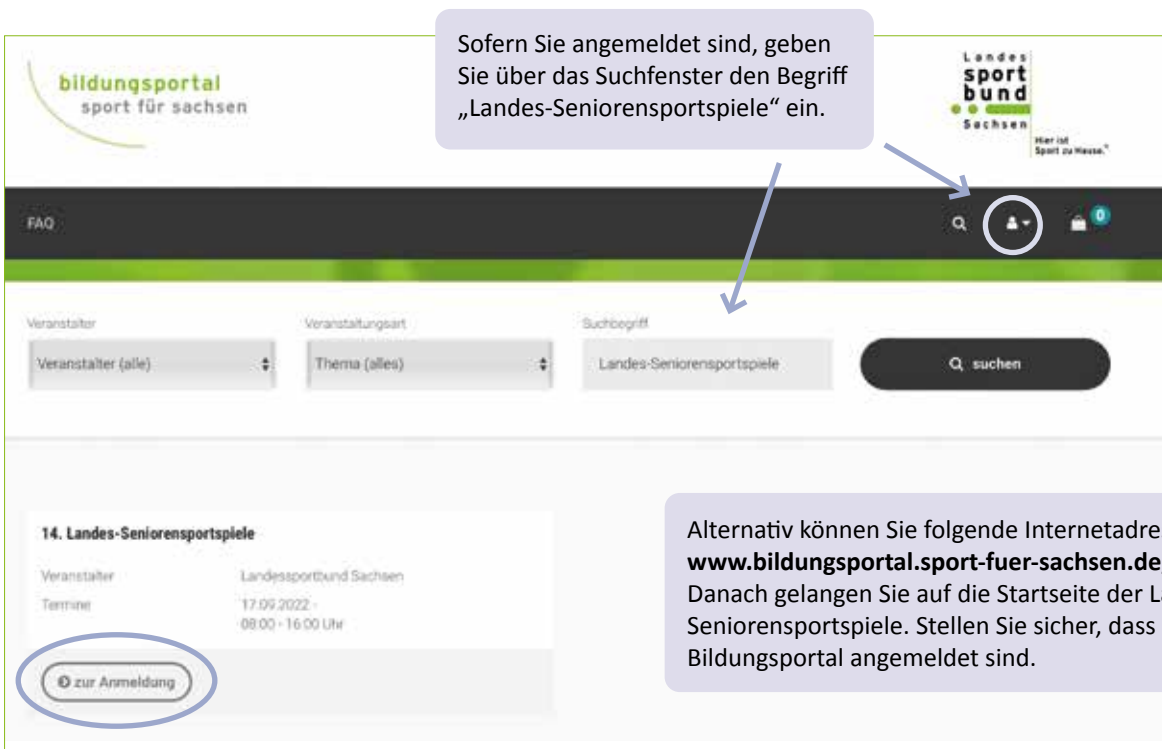 Sofern Sie angemeldet sind, geben
Sie über das Suchfenster den Begriff
„Landes-Seniorensportspiele“ ein.
bildungsportal
sport für sachsen
Landes
sport
bund
Sachsen
Hier ist
Sport zu Hause.
FAQ
0
Veranstalter
Veranstaltungsart
Suchbegriff
Veranstalter (alle)
Thema (alles)
Landes-Seniorensportspiele
suchen
14. Landes-Seniorensportspiele
Veranstalter
Landessportbund Sachsen
Termine
17.09.2022 -
08:00 - 16:00 Uhr
zur Anmeldung
Alternativ können Sie folgende Internetadre
www.bildungsportal.sport-fuer-sachsen.de
Danach gelangen Sie auf die Startseite der L
Seniorensportspiele. Stellen Sie sicher, dass
Bildungsportal angemeldet sind.